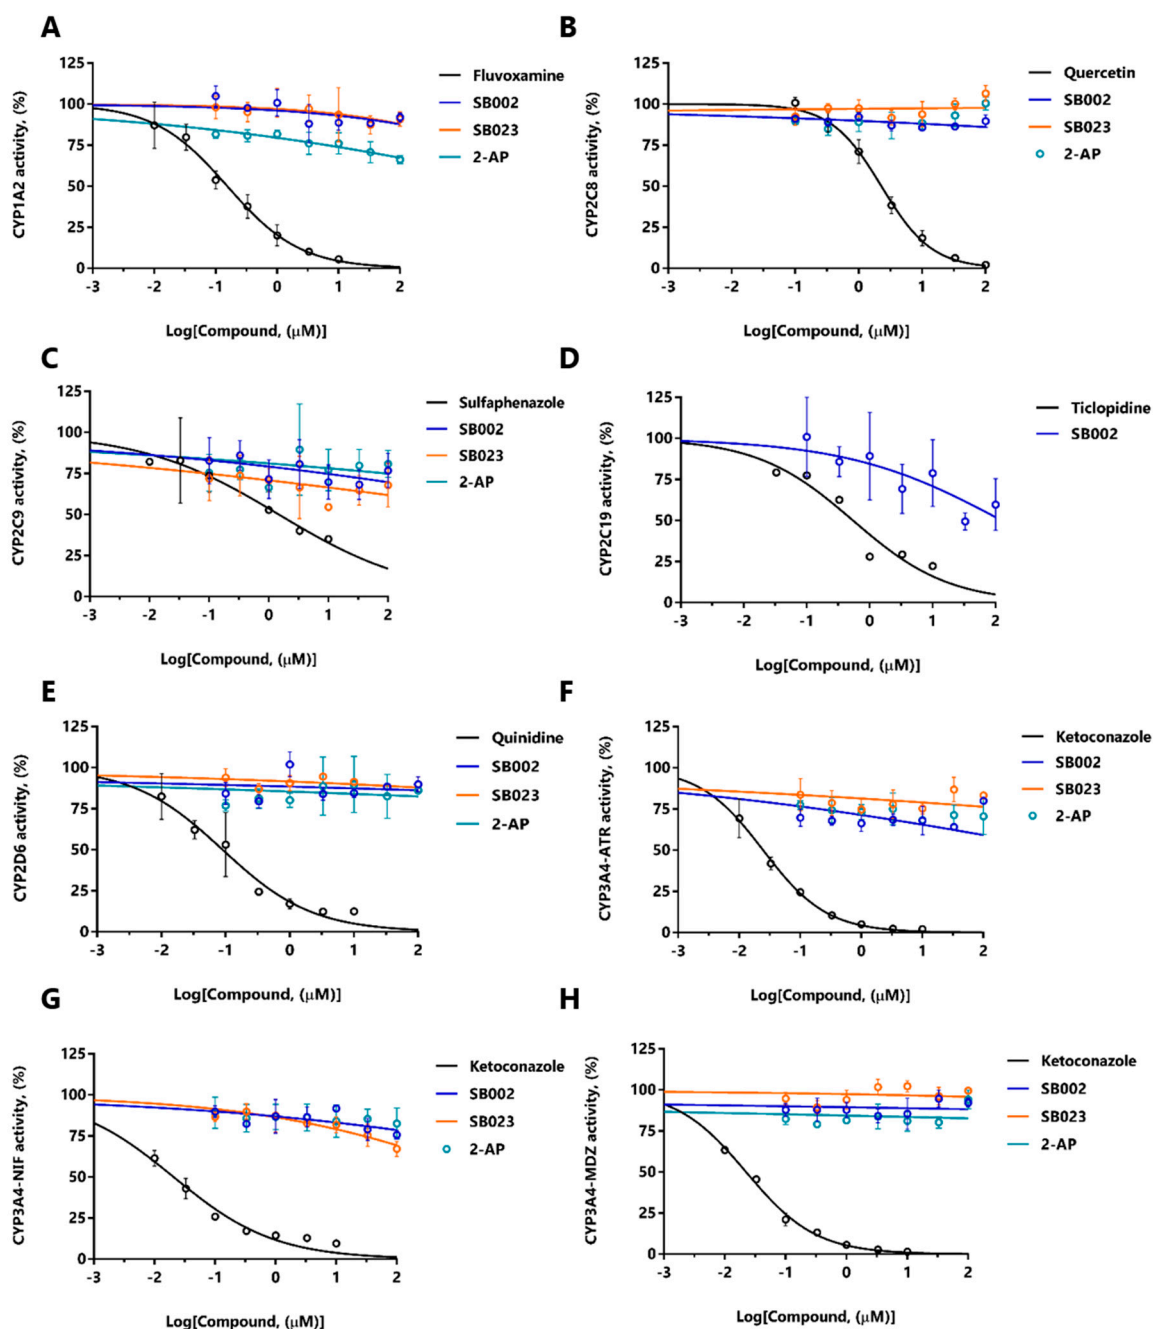 A
CYP1A2 activity, (%)
125
100
75
50
25
0
-3 -2 -1 0 1 2
Log[Compound, (μM)]
Fluvoxamine
SB002
SB023
2-AP
B
CYP2C8 activity, (%)
125
100
75
50
25
0
-3 -2 -1 0 1 2
Log[Compound, (μM)]
Quercetin
SB002
SB023
2-AP
C
CYP2C9 activity, (%)
125
100
75
50
25
0
-3 -2 -1 0 1 2
Log[Compound, (μM)]
Sulfaphenazole
SB002
SB023
2-AP
D
CYP2C19 activity, (%)
125
100
75
50
25
0
-3 -2 -1 0 1 2
Log[Compound, (μM)]
Ticlopidine
SB002
E
CYP2D6 activity, (%)
125
100
75
50
25
0
-3 -2 -1 0 1 2
Log[Compound, (μM)]
Quinidine
SB002
SB023
2-AP
F
CYP3A4-ATR activity, (%)
125
100
75
50
25
0
-3 -2 -1 0 1 2
Log[Compound, (μM)]
Ketoconazole
SB002
SB023
2-AP
G
CYP3A4-NIF activity, (%)
125
100
75
50
25
0
-3 -2 -1 0 1 2
Log[Compound, (μM)]
Ketoconazole
SB002
SB023
2-AP
H
CYP3A4-MDZ activity, (%)
125
100
75
50
25
0
-3 -2 -1 0 1 2
Log[Compound, (μM)]
Ketoconazole
SB002
SB023
2-AP